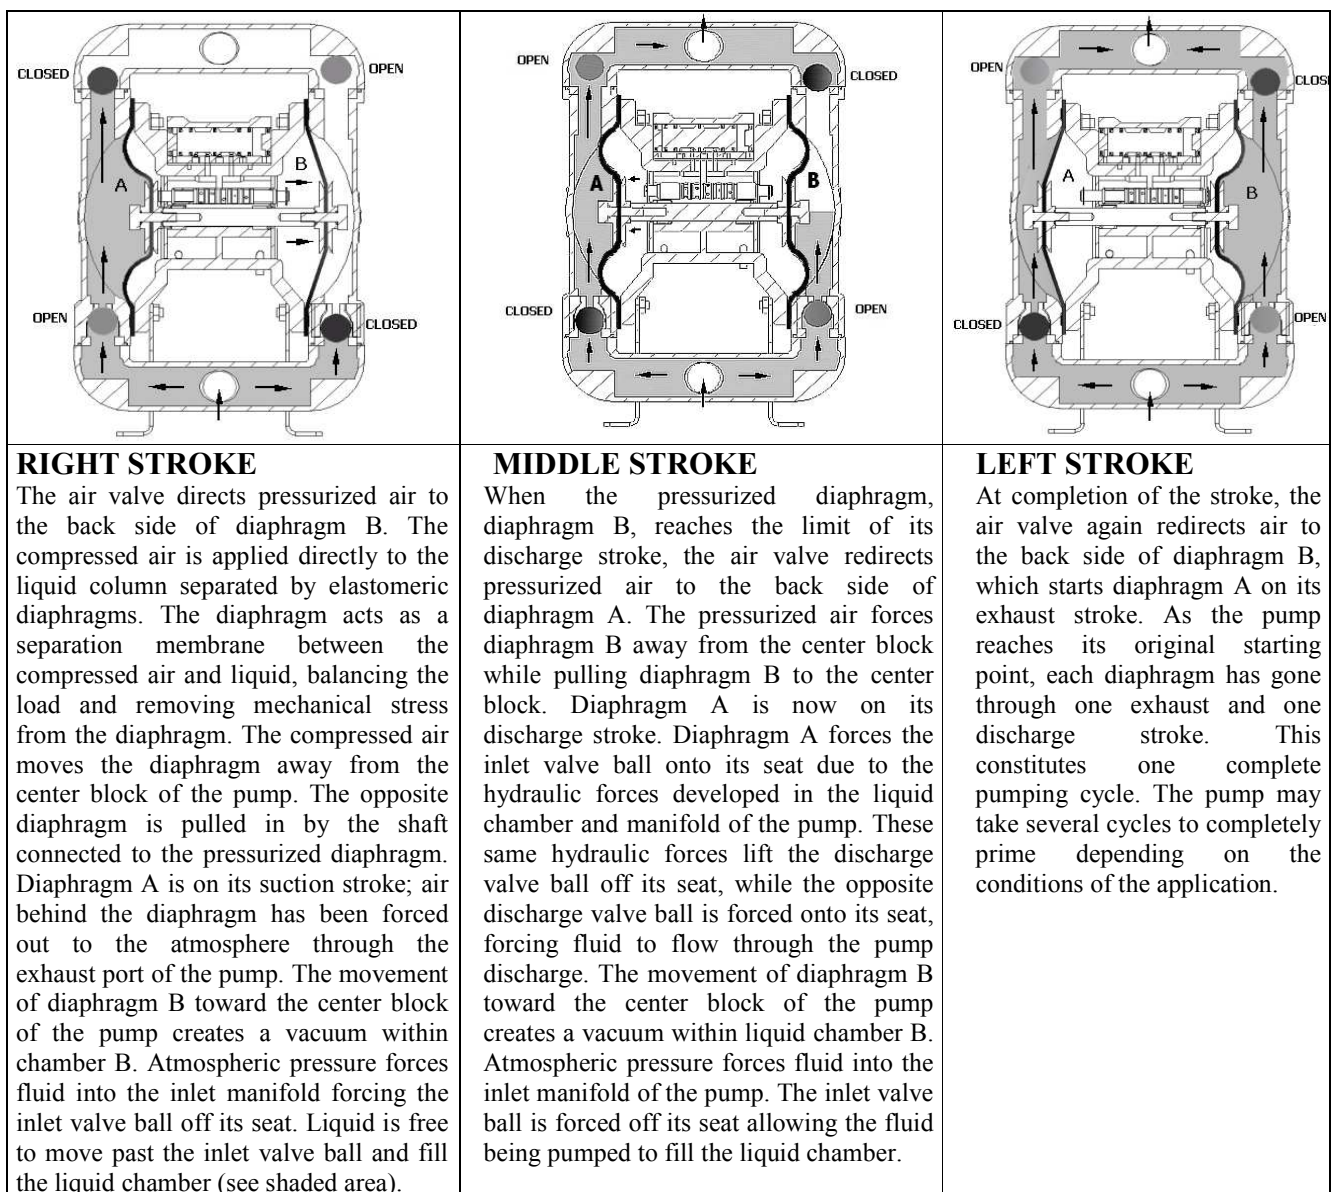 CLOSED
OPEN
A
B
OPEN
CLOSED
OPEN
CLOSED
A
B
CLOSED
OPEN
OPEN
CLOSE
A
B
CLOSED
OPEN
RIGHT STROKE
The air valve directs pressurized air to
the back side of diaphragm B. The
compressed air is applied directly to the
liquid column separated by elastomeric
diaphragms. The diaphragm acts as a
separation membrane between the
compressed air and liquid, balancing the
load and removing mechanical stress
from the diaphragm. The compressed air
moves the diaphragm away from the
center block of the pump. The opposite
diaphragm is pulled in by the shaft
connected to the pressurized diaphragm.
Diaphragm A is on its suction stroke; air
behind the diaphragm has been forced
out to the atmosphere through the
exhaust port of the pump. The movement
of diaphragm B toward the center block
of the pump creates a vacuum within
chamber B. Atmospheric pressure forces
fluid into the inlet manifold forcing the
inlet valve ball off its seat. Liquid is free
to move past the inlet valve ball and fill
the liquid chamber (see shaded area).
MIDDLE STROKE
When the pressurized diaphragm,
diaphragm B, reaches the limit of its
discharge stroke, the air valve redirects
pressurized air to the back side of
diaphragm A. The pressurized air forces
diaphragm B away from the center block
while pulling diaphragm B to the center
block. Diaphragm A is now on its
discharge stroke. Diaphragm A forces the
inlet valve ball onto its seat due to the
hydraulic forces developed in the liquid
chamber and manifold of the pump. These
same hydraulic forces lift the discharge
valve ball off its seat, while the opposite
discharge valve ball is forced onto its seat,
forcing fluid to flow through the pump
discharge. The movement of diaphragm B
toward the center block of the pump
creates a vacuum within liquid chamber B.
Atmospheric pressure forces fluid into the
inlet manifold of the pump. The inlet valve
ball is forced off its seat allowing the fluid
being pumped to fill the liquid chamber.
LEFT STROKE
At completion of the stroke, the
air valve again redirects air to
the back side of diaphragm B,
which starts diaphragm A on its
exhaust stroke. As the pump
reaches its original starting
point, each diaphragm has gone
through one exhaust and one
discharge stroke. This
constitutes one complete
pumping cycle. The pump may
take several cycles to completely
prime depending on the
conditions of the application.